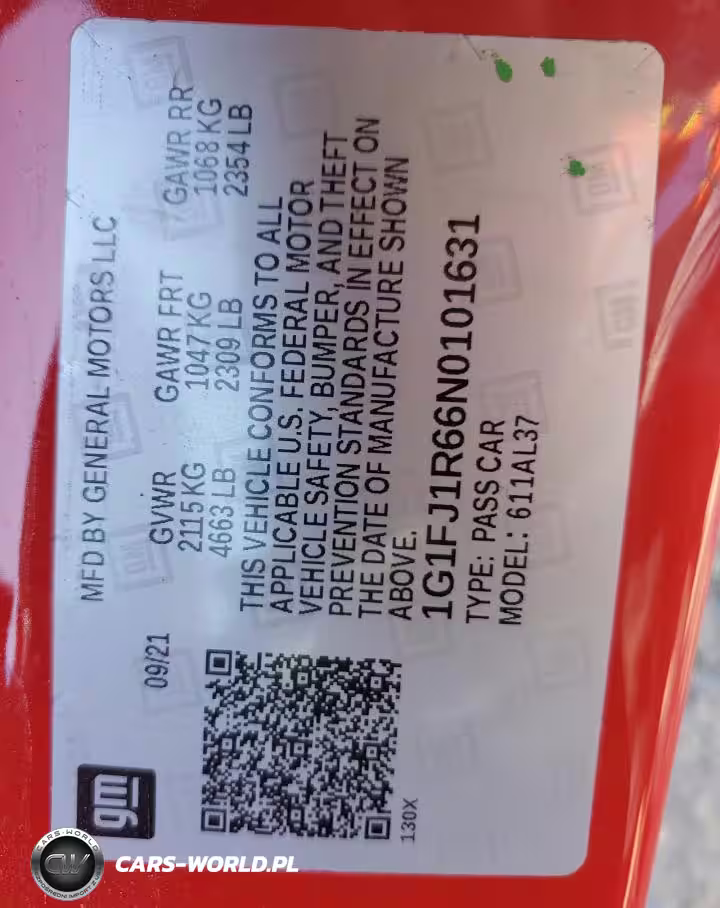 gm
09/21
MFD BY GENERAL MOTORS LLC
GVWR GAWR FRT GAWR RR
2115 KG 1047 KG 1068 KG
4663 LB 2309 LB 2354 LB
THIS VEHICLE CONFORMS TO ALL
APPLICABLE U.S. FEDERAL MOTOR
VEHICLE SAFETY, BUMPER, AND THEFT
PREVENTION STANDARDS IN EFFECT ON
THE DATE OF MANUFACTURE SHOWN
ABOVE.
1G1FJ1R66N0101631
TYPE: PASS CAR
MODEL: 611AL37
130X
CARS-WORLD
CW
CARS-WORLD.PL